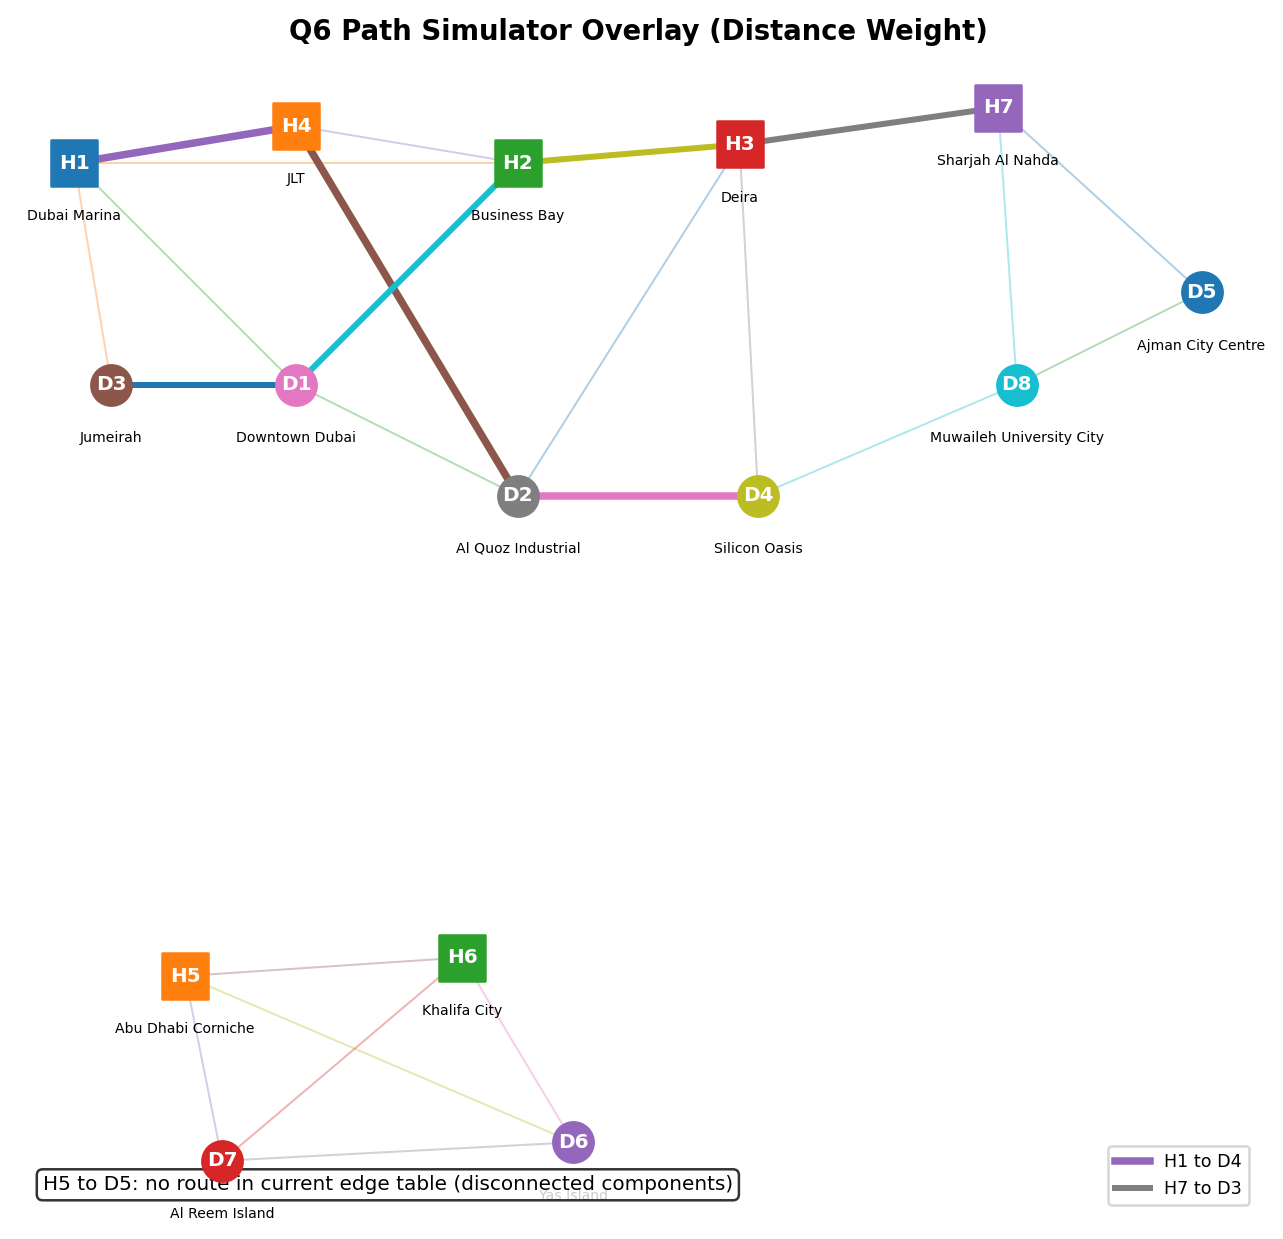 Q6 Path Simulator Overlay (Distance Weight)
H7
H4
H3
H1
H2
Sharjah Al Nahda
JLT
Deira
Dubai Marina
Business Bay
D5
Ajman City Centre
D3
D1
D8
Jumeirah
Downtown Dubai
Muwaileh University City
D2
D4
Al Quoz Industrial
Silicon Oasis
H6
H5
Khalifa City
Abu Dhabi Corniche
D6
D7
H1 to D4
H5 to D5: no route in current edge table (disconnected components)
H7 to D3
Yas Island
Al Reem Island